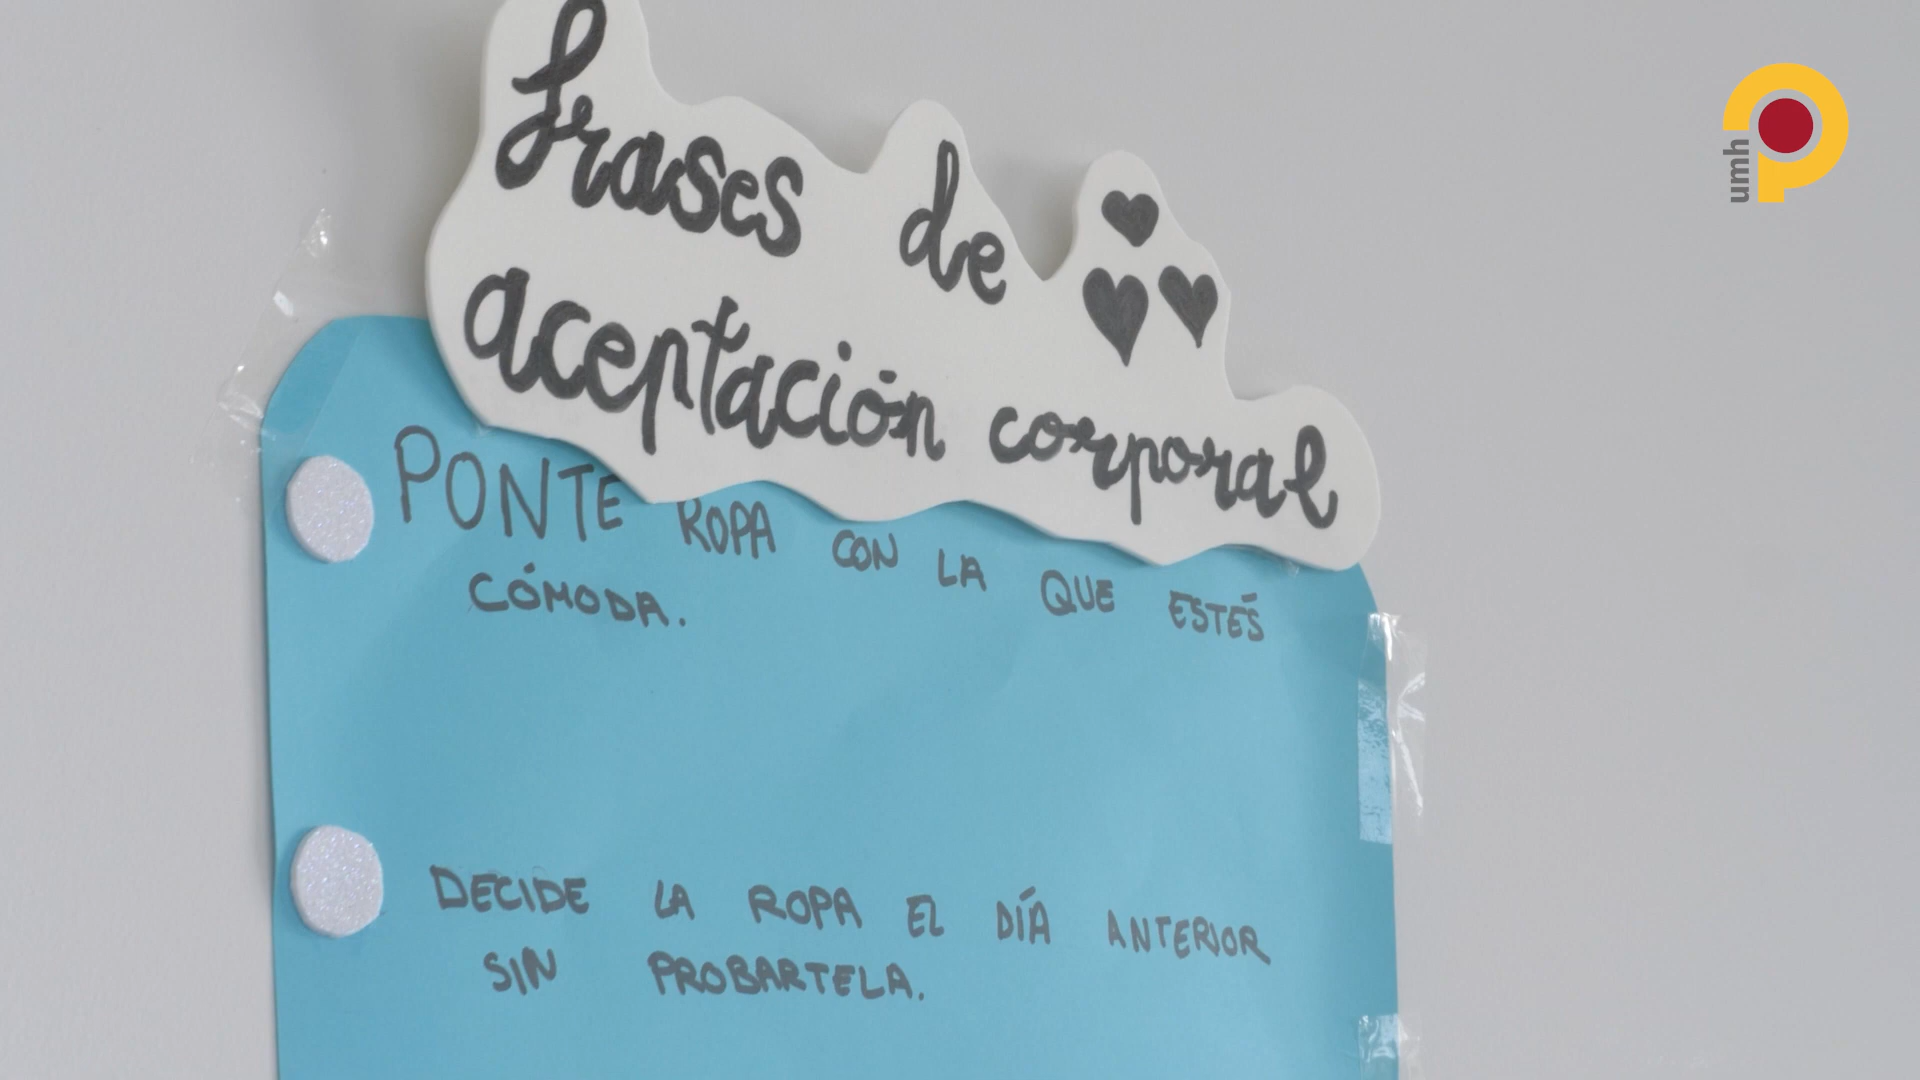 frases de
aceptación corporal
PONTE ROPA CON LA QUE ESTÉS
CÓMODA.
DECIDE LA ROPA EL DÍA ANTERIOR
SIN PROBARTELA.
umh